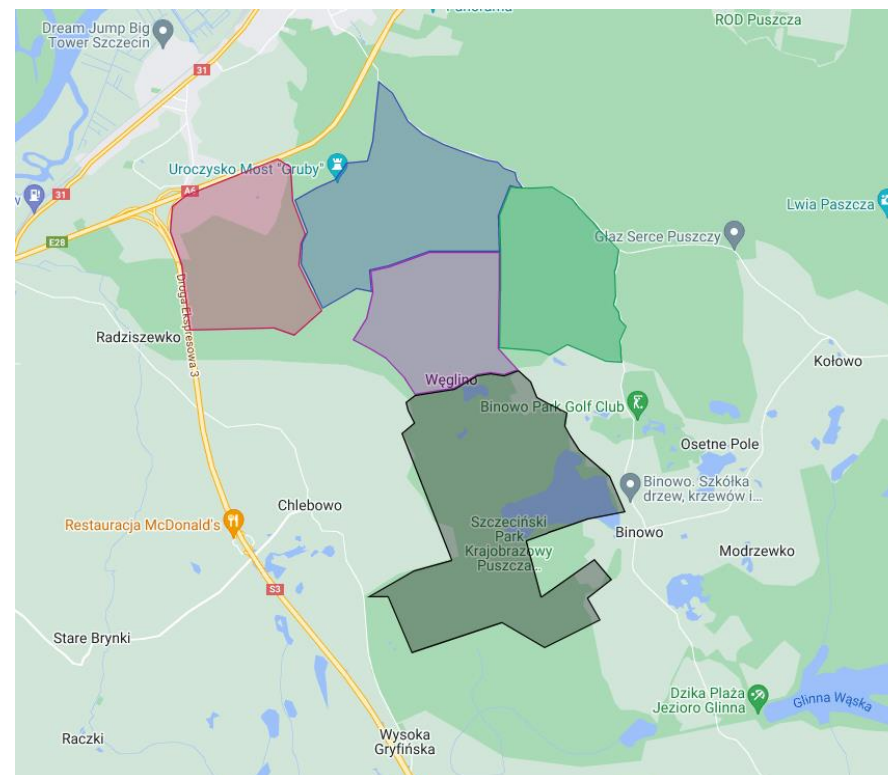 Panorama
ROD Puszcza
Dream Jump Big
Tower Szczecin
31
Uroczysko Most "Gruby"
A6
31
Lwia Paszcza
E28
Głaz Serce Puszczy
Droga Ekspresowa 3
Radziszewko
Kołowo
Węglino
Binowo Park Golf Club
Osetne Pole
Binowo. Szkółka
drzew, krzewów i...
Chlebowo
Restauracja McDonald's
Szczeciński
Park
Krajobrazowy
Puszcza...
Binowo
Modrzewko
S3
Stare Brynki
Dzika Plaża
Jezioro Glinna
Glinna Wąska
Wysoka
Gryfińska
Raczki